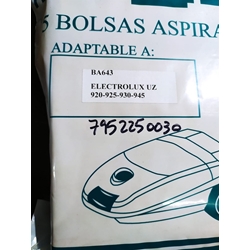 5 BOLSAS ASPIRA
ADAPTABLE A:
BA643
ELECTROLUX UZ
920-925-930-945
7952250030